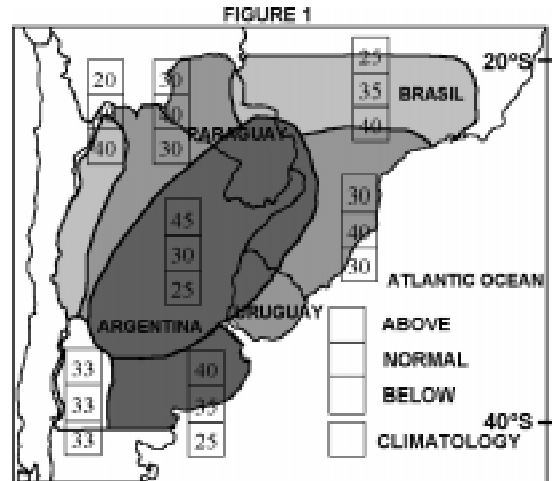 FIGURE 1
20 30 25 20°S
40 35 BRASIL
40 30 40
PARAGUAY
30
45 40
30 30
25 ATLANTIC OCEAN
ARGENTINA URUGUAY ABOVE
33 40 NORMAL
33 35 BELOW
33 25 40°S
CLIMATOLOGY